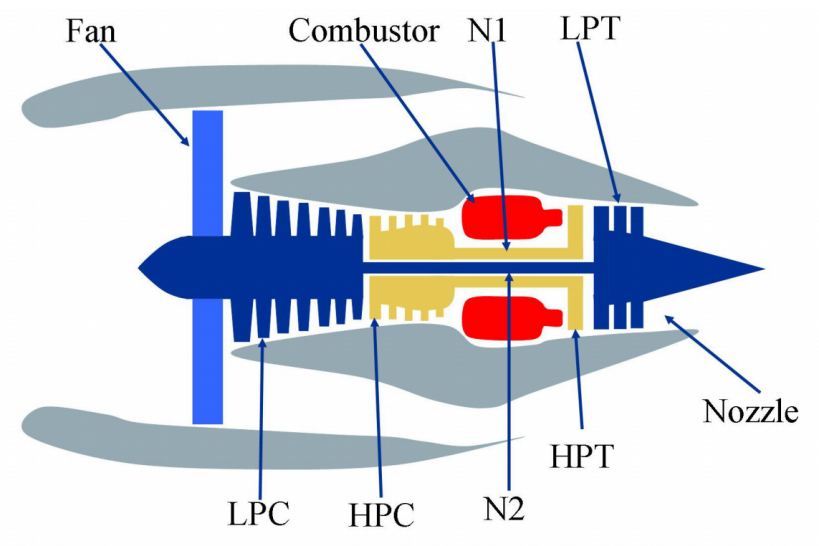 Fan
Combustor
N1
LPT
Nozzle
HPT
LPC
HPC
N2